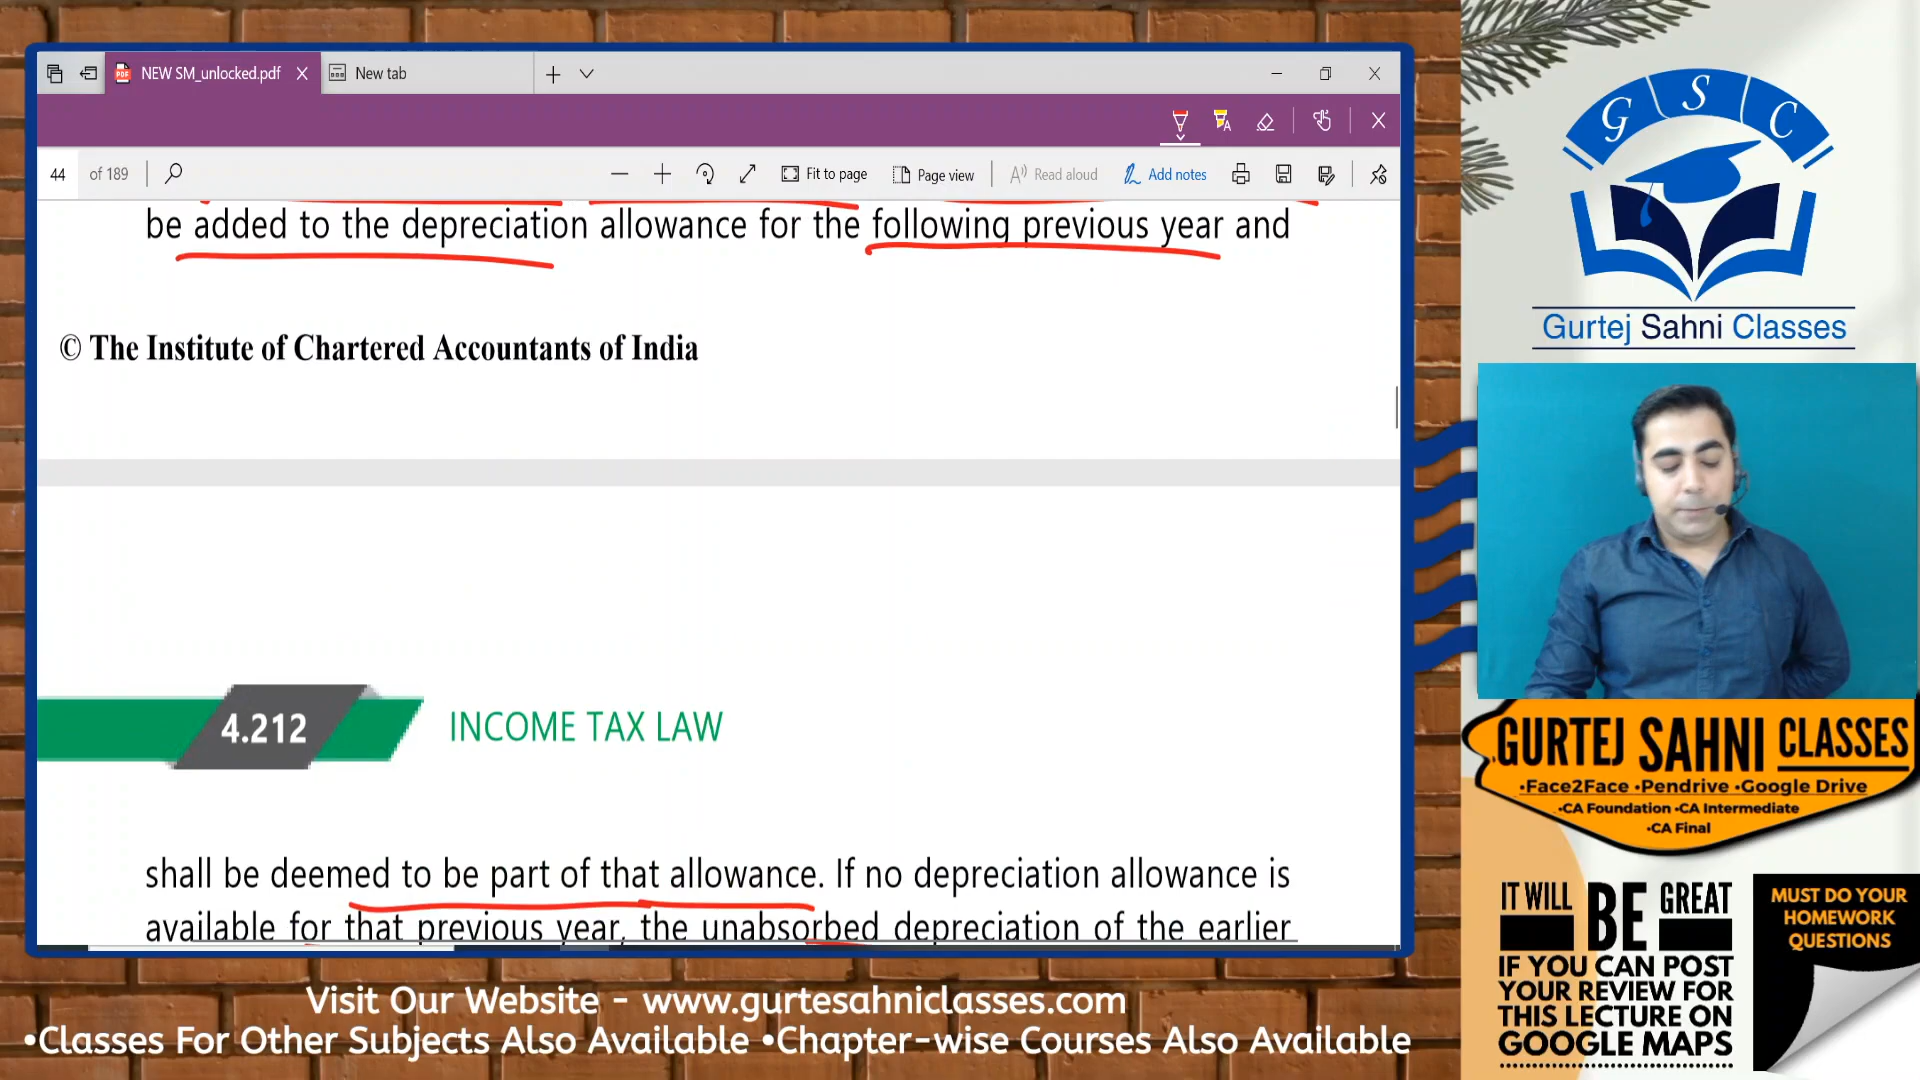 NEW SM_unlocked.pdf
New tab
44 of 189
Fit to page
Page view
Read aloud
Add notes
be added to the depreciation allowance for the following previous year and
© The Institute of Chartered Accountants of India
4.212 INCOME TAX LAW
shall be deemed to be part of that allowance. If no depreciation allowance is
available for that previous year, the unabsorbed depreciation of the earlier
G S C
Gurtej Sahni Classes
GURTEJ SAHNI CLASSES
•Face2Face •Pendrive •Google Drive
•CA Foundation •CA Intermediate
•CA Final
IT WILL BE GREAT
IF YOU CAN POST
YOUR REVIEW FOR
THIS LECTURE ON
GOOGLE MAPS
MUST DO YOUR
HOMEWORK
QUESTIONS
Visit Our Website - www.gurtesahniclasses.com
•Classes For Other Subjects Also Available •Chapter-wise Courses Also Available